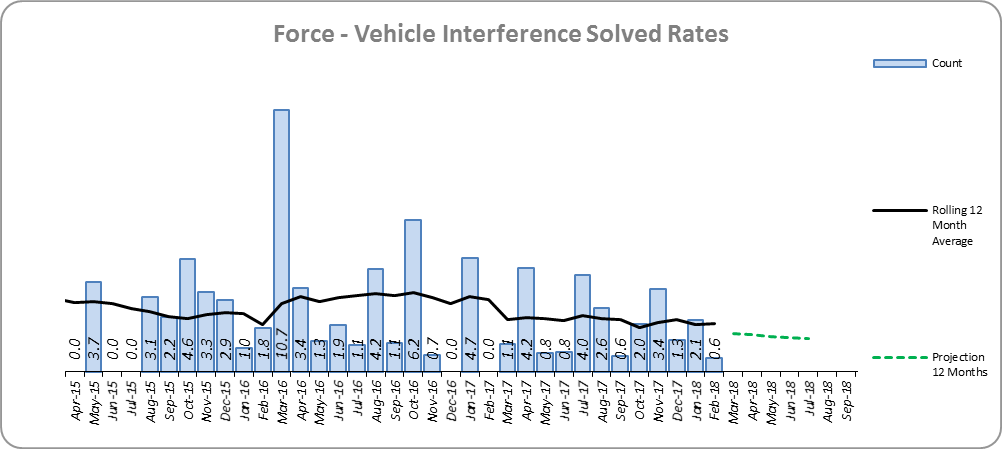 Force - Vehicle Interference Solved Rates
Count
Rolling 12
Month
Average
Projection
12 Months
0.0
3.7
0.0
0.0
3.1
2.2
4.6
3.3
2.9
1.0
1.8
10.7
3.4
1.3
1.9
1.1
4.2
1.1
6.2
0.7
0.0
4.7
0.0
1.1
4.2
0.8
0.8
4.0
2.6
0.6
2.0
3.4
1.3
2.1
0.6
Apr-15
May-15
Jun-15
Jul-15
Aug-15
Sep-15
Oct-15
Nov-15
Dec-15
Jan-16
Feb-16
Mar-16
Apr-16
May-16
Jun-16
Jul-16
Aug-16
Sep-16
Oct-16
Nov-16
Dec-16
Jan-17
Feb-17
Mar-17
Apr-17
May-17
Jun-17
Jul-17
Aug-17
Sep-17
Oct-17
Nov-17
Dec-17
Jan-18
Feb-18
Mar-18
Apr-18
May-18
Jun-18
Jul-18
Aug-18
Sep-18